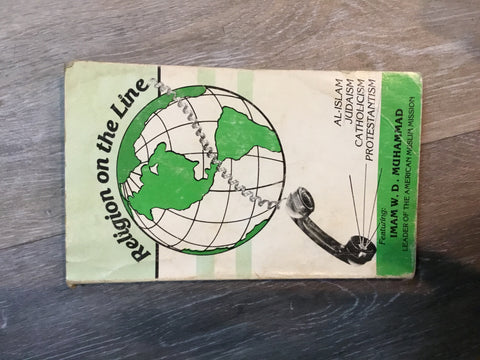 Religion on the Line
AL-ISLAM
JUDAISM
CATHOLICISM
PROTESTANTISM
Featuring:
IMAM W. D. MUHAMMAD
LEADER OF THE AMERICAN MUSLIM MISSION